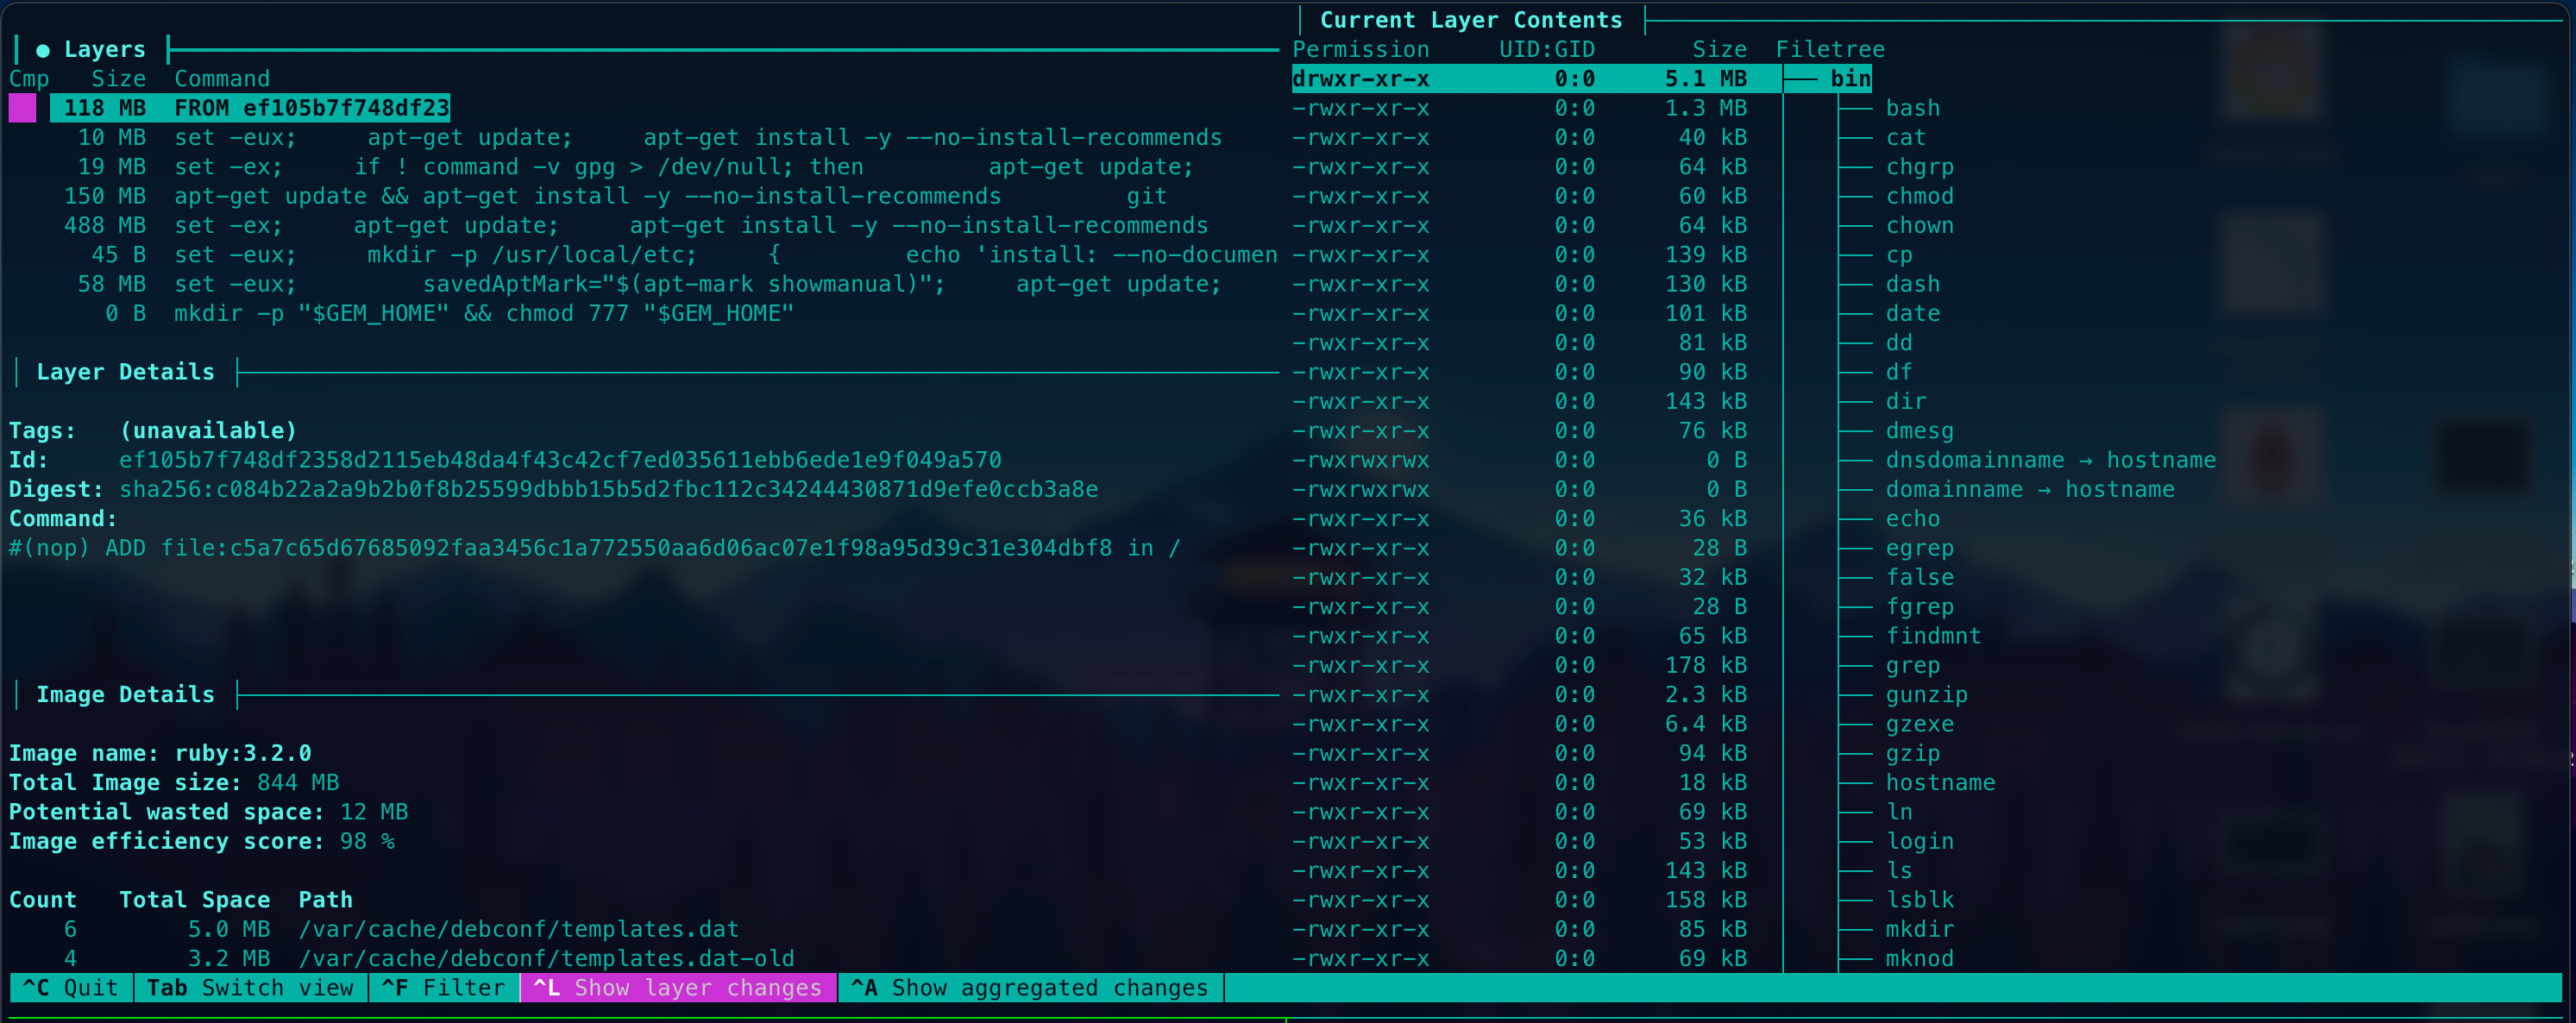 ● Layers
Cmp Size Command
118 MB FROM ef105b7f748df23
10 MB set -eux; apt-get update; apt-get install -y --no-install-recommends
19 MB set -ex; if ! command -v gpg > /dev/null; then apt-get update;
150 MB apt-get update && apt-get install -y --no-install-recommends git
488 MB set -ex; apt-get update; apt-get install -y --no-install-recommends
45 B set -eux; mkdir -p /usr/local/etc; { echo 'install: --no-documen
58 MB set -eux; savedAptMark="$(apt-mark showmanual)"; apt-get update;
0 B mkdir -p "$GEM_HOME" && chmod 777 "$GEM_HOME"
Layer Details
Tags: (unavailable)
Id: ef105b7f748df2358d2115eb48da4f43c42cf7ed035611ebb6ede1e9f049a570
Digest: sha256:c084b22a2a9b2b0f8b25599dbbb15b5d2fbc112c34244430871d9efe0ccb3a8e
Command:
#(nop) ADD file:c5a7c65d67685092faa3456c1a772550aa6d06ac07e1f98a95d39c31e304dbf8 in /
Image Details
Image name: ruby:3.2.0
Total Image size: 844 MB
Potential wasted space: 12 MB
Image efficiency score: 98 %
Count Total Space Path
6 5.0 MB /var/cache/debconf/templates.dat
4 3.2 MB /var/cache/debconf/templates.dat-old
Current Layer Contents
Permission UID:GID Size Filetree
drwxr-xr-x 0:0 5.1 MB ├── bin
-rwxr-xr-x 0:0 1.3 MB │ ├── bash
-rwxr-xr-x 0:0 40 kB │ ├── cat
-rwxr-xr-x 0:0 64 kB │ ├── chgrp
-rwxr-xr-x 0:0 60 kB │ ├── chmod
-rwxr-xr-x 0:0 64 kB │ ├── chown
-rwxr-xr-x 0:0 139 kB │ ├── cp
-rwxr-xr-x 0:0 130 kB │ ├── dash
-rwxr-xr-x 0:0 101 kB │ ├── date
-rwxr-xr-x 0:0 81 kB │ ├── dd
-rwxr-xr-x 0:0 90 kB │ ├── df
-rwxr-xr-x 0:0 143 kB │ ├── dir
-rwxr-xr-x 0:0 76 kB │ ├── dmesg
-rwxrwxrwx 0:0 0 B │ ├── dnsdomainname → hostname
-rwxrwxrwx 0:0 0 B │ ├── domainname → hostname
-rwxr-xr-x 0:0 36 kB │ ├── echo
-rwxr-xr-x 0:0 28 B │ ├── egrep
-rwxr-xr-x 0:0 32 kB │ ├── false
-rwxr-xr-x 0:0 28 B │ ├── fgrep
-rwxr-xr-x 0:0 65 kB │ ├── findmnt
-rwxr-xr-x 0:0 178 kB │ ├── grep
-rwxr-xr-x 0:0 2.3 kB │ ├── gunzip
-rwxr-xr-x 0:0 6.4 kB │ ├── gzexe
-rwxr-xr-x 0:0 94 kB │ ├── gzip
-rwxr-xr-x 0:0 18 kB │ ├── hostname
-rwxr-xr-x 0:0 69 kB │ ├── ln
-rwxr-xr-x 0:0 53 kB │ ├── login
-rwxr-xr-x 0:0 143 kB │ ├── ls
-rwxr-xr-x 0:0 158 kB │ ├── lsblk
-rwxr-xr-x 0:0 85 kB │ ├── mkdir
-rwxr-xr-x 0:0 69 kB │ ├── mknod
^C Quit Tab Switch view ^F Filter ^L Show layer changes ^A Show aggregated changes